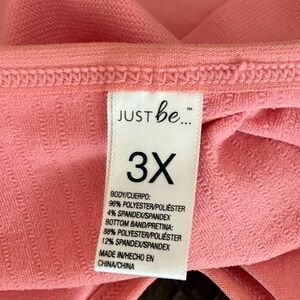 JUST be...™
3X
BODY/CUERPO:
96% POLYESTER/POLIÉSTER
4% SPANDEX/SPANDEX
BOTTOM BAND/PRETINA:
88% POLYESTER/POLIÉSTER
12% SPANDEX/SPANDEX
MADE IN/HECHO EN
CHINA/CHINA